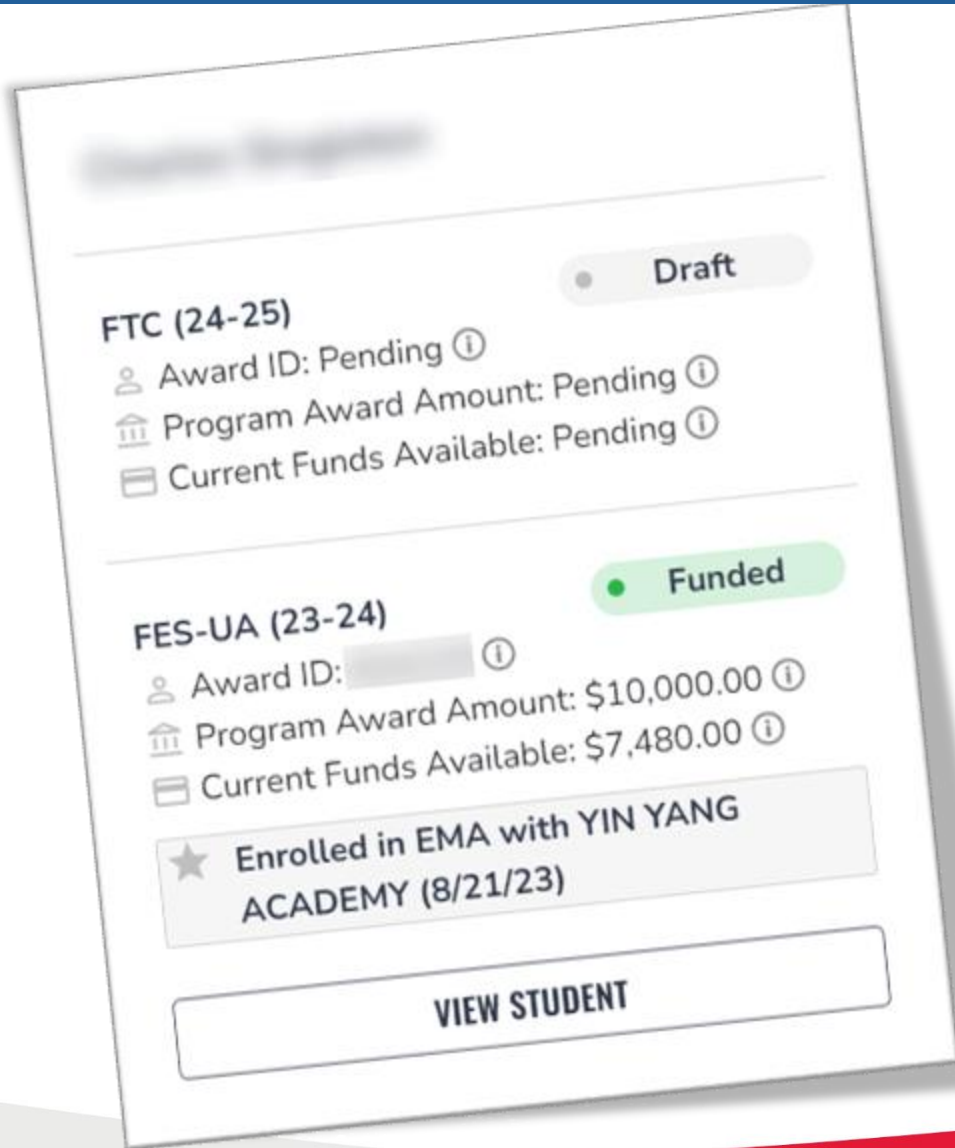 FTC (24-25)
Draft
Award ID: Pending
Program Award Amount: Pending
Current Funds Available: Pending
FES-UA (23-24)
Funded
Award ID:
Program Award Amount: $10,000.00
Current Funds Available: $7,480.00
Enrolled in EMA with YIN YANG
ACADEMY (8/21/23)
VIEW STUDENT